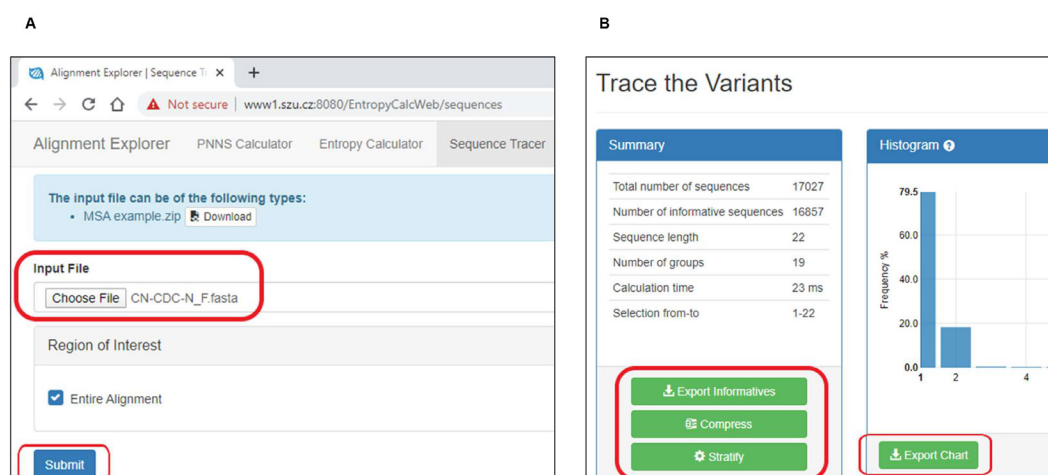 A
Alignment Explorer | Sequence Tr
Not secure | www1.szu.cz:8080/EntropyCalcWeb/sequences
Alignment Explorer PNNS Calculator Entropy Calculator Sequence Tracer
The input file can be of the following types:
• MSA example.zip Download
Input File
Choose File CN-CDC-N_F.fasta
Region of Interest
Entire Alignment
Submit
B
Trace the Variants
Summary
Total number of sequences 17027
Number of informative sequences 16857
Sequence length 22
Number of groups 19
Calculation time 23 ms
Selection from-to 1-22
Export Informatives
Compress
Stratify
Histogram
79.5
60.0
40.0
20.0
0.0
Frequency %
1 2 4
Export Chart